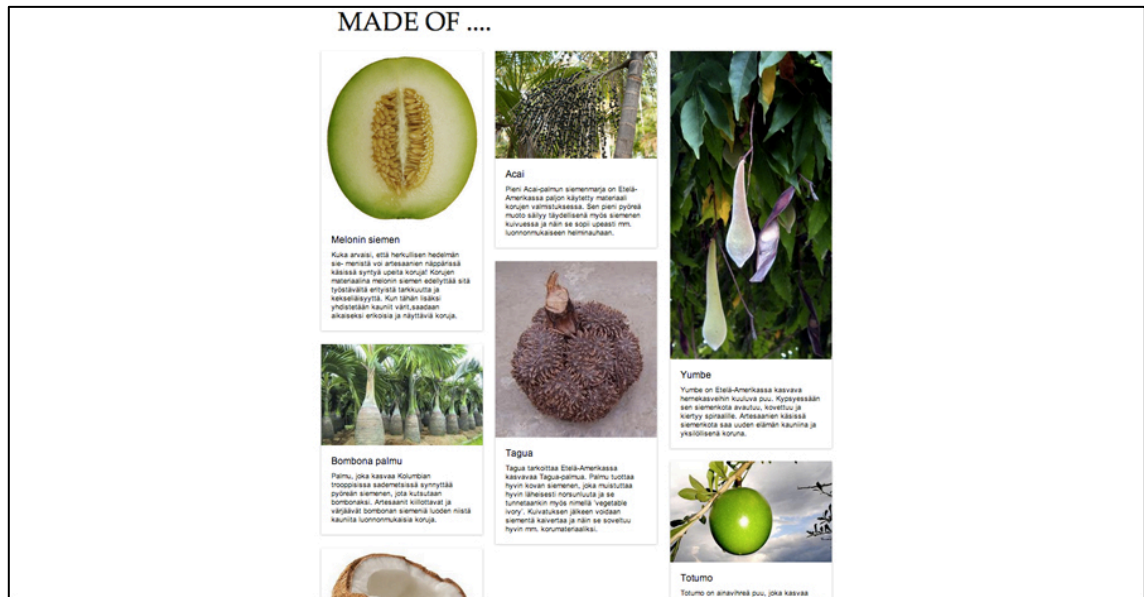 MADE OF ....
Melonin siemen
Kuka arvaisi, että herkullisen hedelmän
sie- menistä voi artesaanien näppärissä
käsissä syntyä upeita koruja! Korujen
materiaalina melonin siemen edellyttää sitä
työstävältä erityistä tarkkuutta ja
kekseliäisyyttä. Kun tähän lisäksi
yhdistetään kauniit värit,saadaan
aikaiseksi erikoisia ja näyttäviä koruja.
Bombona palmu
Palmu, joka kasvaa Kolumbian
trooppisissa sademetsissä synnyttää
pyöreän siemenen, jota kutsutaan
bombonaksi. Artesaanit kiillottavat ja
värjäävät bombonan siemeniä luoden niistä
kauniita luonnonmukaisia koruja.
Acai
Pieni Acai-palmun siemenmarja on Etelä-
Amerikassa paljon käytetty materiaali
korujen valmistuksessa. Sen pieni pyöreä
muoto säilyy täydellisenä myös siemenen
kuivuessa ja näin se sopii upeasti mm.
luonnonmukaiseen helminauhaan.
Tagua
Tagua tarkoittaa Etelä-Amerikassa
kasvavaa Tagua-palmua. Palmu tuottaa
hyvin kovan siemenen, joka muistuttaa
hyvin läheisesti norsunluuta ja se
tunnetaankin myös nimellä 'vegetable
ivory'. Kuivatuksen jälkeen voidaan
siementä kaivertaa ja näin se soveltuu
hyvin mm. korumateriaaliksi.
Yumbe
Yumbe on Etelä-Amerikassa kasvava
hernekasveihin kuuluva puu. Kypsyessään
sen siemenkota avautuu, kovettuu ja
kiertyy spiraalille. Artesaanien käsissä
siemenkota saa uuden elämän kauniina ja
yksilöllisenä koruna.
Totumo
Totumo on ainavihreä puu, joka kasvaa